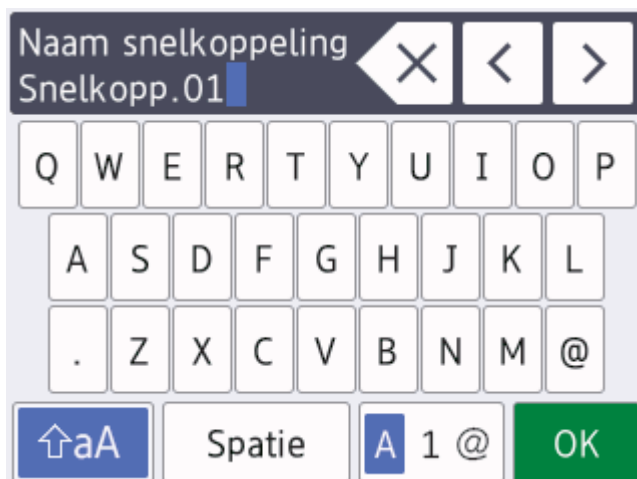 Naam snelkoppeling
Snelkopp.01
Q W E R T Y U I O P
A S D F G H J K L
. Z X C V B N M @
⇧aA Spatie A 1 @ OK